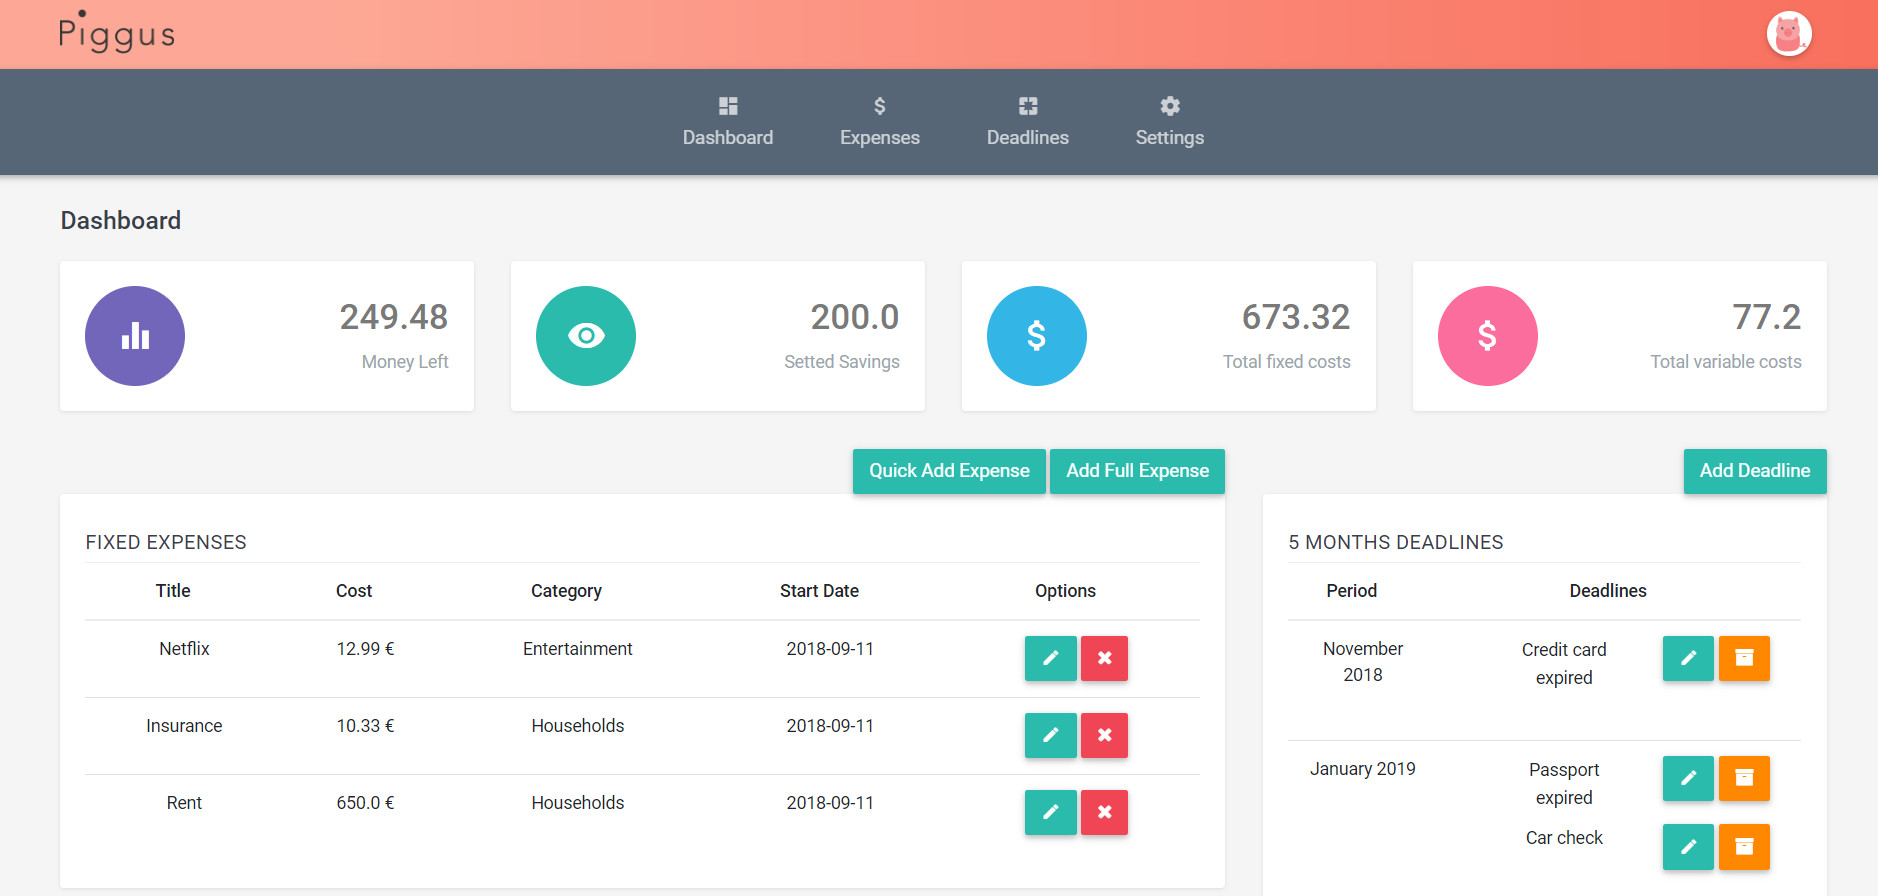 Piggus
Dashboard Expenses Deadlines Settings
Dashboard
249.48
Money Left
200.0
Setted Savings
673.32
Total fixed costs
77.2
Total variable costs
Quick Add Expense Add Full Expense
FIXED EXPENSES
Title Cost Category Start Date Options
Netflix 12.99 € Entertainment 2018-09-11
Insurance 10.33 € Households 2018-09-11
Rent 650.0 € Households 2018-09-11
Add Deadline
5 MONTHS DEADLINES
Period Deadlines
November
2018
Credit card
expired
January 2019
Passport
expired
Car check